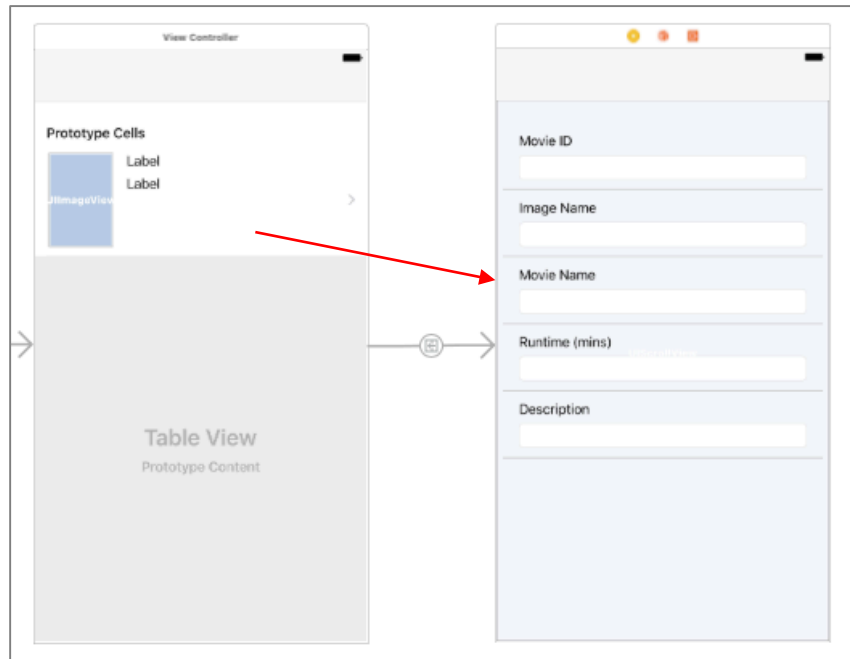 View Controller
Prototype Cells
Label
Label
UIImageView
Table View
Prototype Content
Movie ID
Image Name
Movie Name
Runtime (mins)
Description